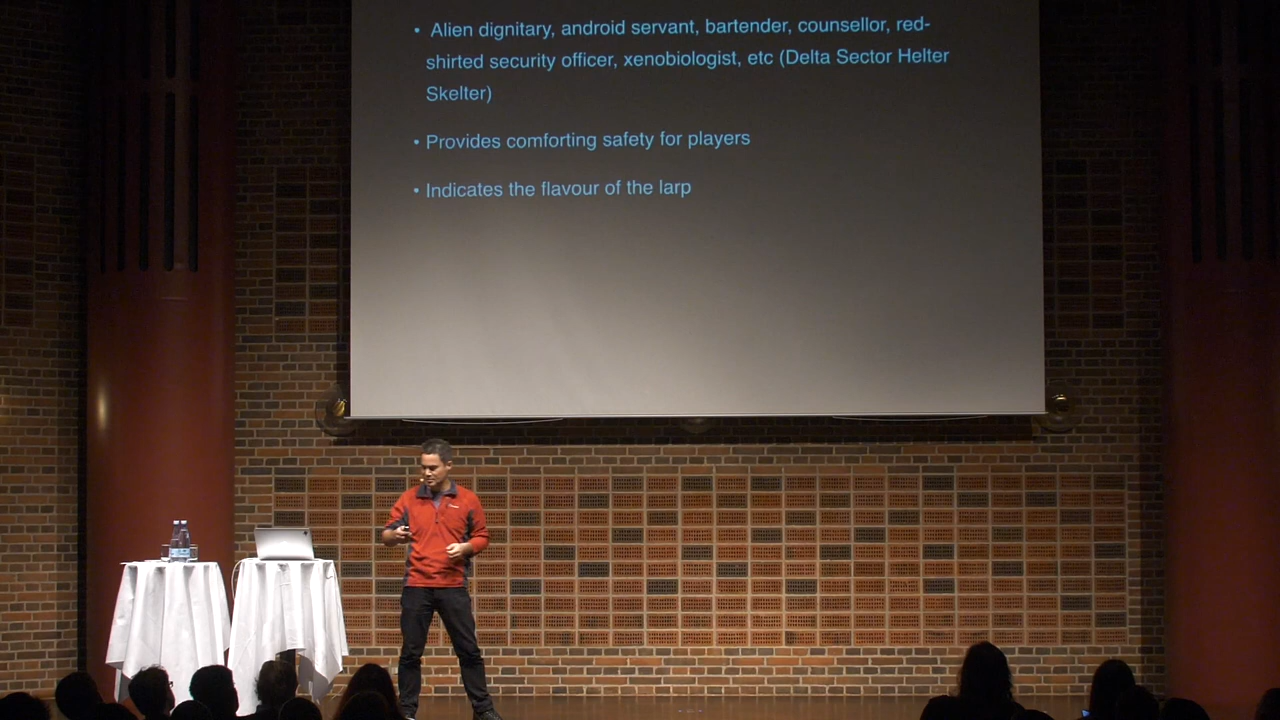 • Alien dignitary, android servant, bartender, counsellor, red-
shirted security officer, xenobiologist, etc (Delta Sector Helter
Skelter)
• Provides comforting safety for players
• Indicates the flavour of the larp